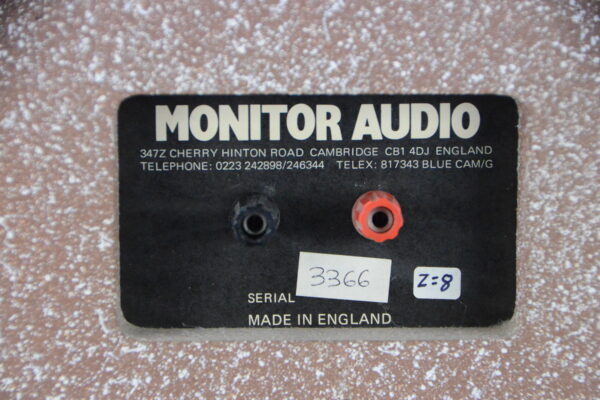 MONITOR AUDIO
347Z CHERRY HINTON ROAD CAMBRIDGE CB1 4DJ ENGLAND
TELEPHONE: 0223 242898/246344 TELEX: 817343 BLUE CAM/G
SERIAL 3366 Z=8
MADE IN ENGLAND